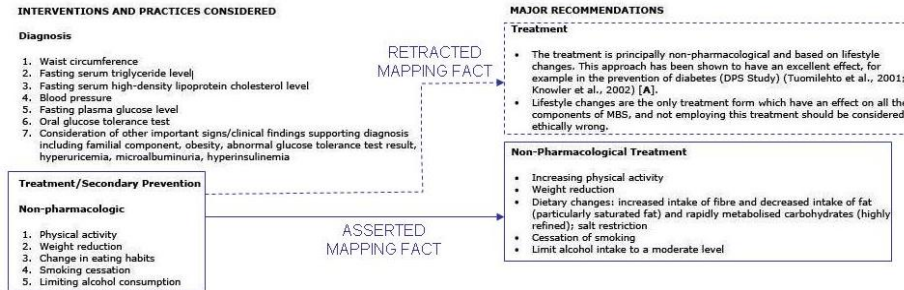 INTERVENTIONS AND PRACTICES CONSIDERED
Diagnosis
1. Waist circumference
2. Fasting serum triglyceride level
3. Fasting serum high-density lipoprotein cholesterol level
4. Blood pressure
5. Fasting plasma glucose level
6. Oral glucose tolerance test
7. Consideration of other important signs/clinical findings supporting diagnosis
including familial component, obesity, abnormal glucose tolerance test result,
hyperuricemia, microalbuminuria, hyperinsulinemia
Treatment/Secondary Prevention
Non-pharmacologic
1. Physical activity
2. Weight reduction
3. Change in eating habits
4. Smoking cessation
5. Limiting alcohol consumption
RETRACTED
MAPPING FACT
ASSERTED
MAPPING FACT
MAJOR RECOMMENDATIONS
Treatment
• The treatment is principally non-pharmacological and based on lifestyle
changes. This approach has been shown to have an excellent effect, for
example in the prevention of diabetes (DPS Study) (Tuomilehto et al., 2001;
Knowler et al., 2002) [A].
• Lifestyle changes are the only treatment form which have an effect on all the
components of MBS, and not employing this treatment should be considered
ethically wrong.
Non-Pharmacological Treatment
• Increasing physical activity
• Weight reduction
• Dietary changes: increased intake of fibre and decreased intake of fat
(particularly saturated fat) and rapidly metabolised carbohydrates (highly
refined); salt restriction
• Cessation of smoking
• Limit alcohol intake to a moderate level